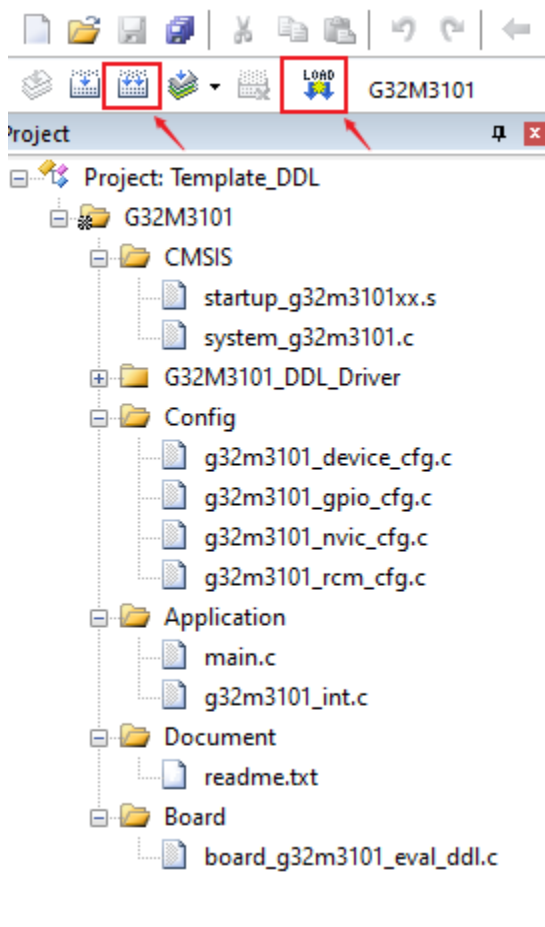 LOAD
G32M3101
Project
Project: Template_DDL
G32M3101
CMSIS
startup_g32m3101xx.s
system_g32m3101.c
G32M3101_DDL_Driver
Config
g32m3101_device_cfg.c
g32m3101_gpio_cfg.c
g32m3101_nvic_cfg.c
g32m3101_rcm_cfg.c
Application
main.c
g32m3101_int.c
Document
readme.txt
Board
board_g32m3101_eval_ddl.c